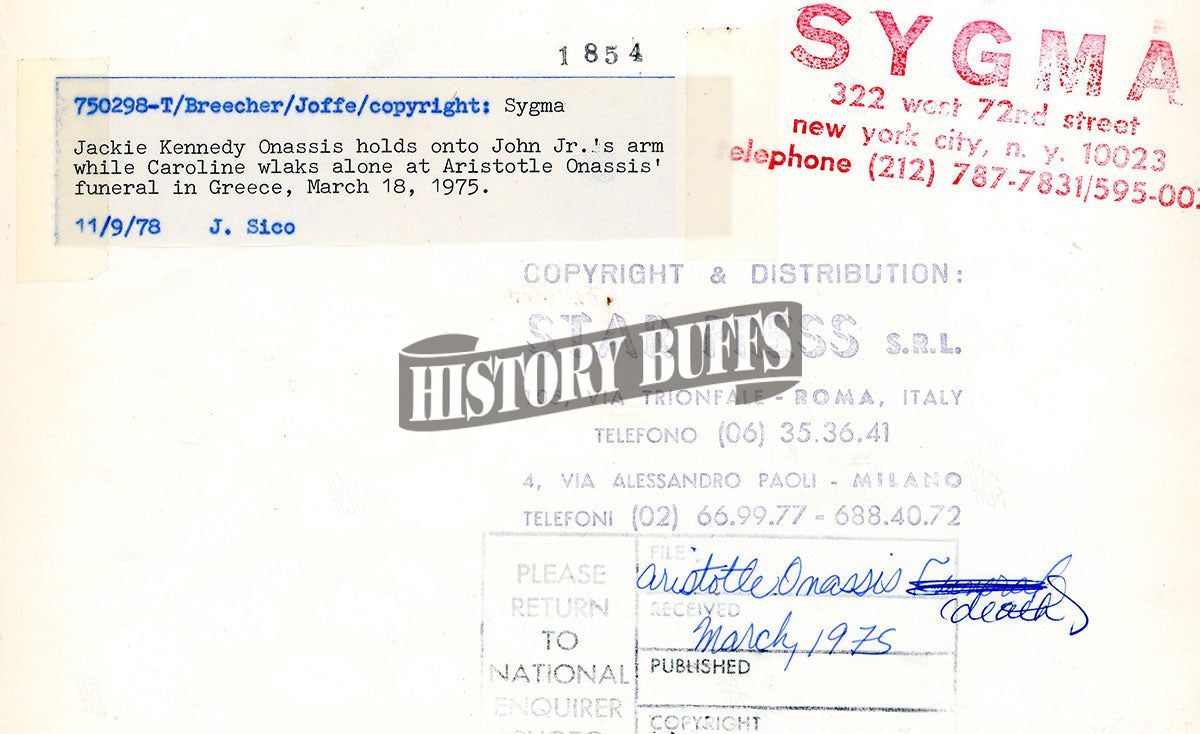 1854
750298-T/Breecher/Joffe/copyright: Sygma
Jackie Kennedy Onassis holds onto John Jr.'s arm
while Caroline wlaks alone at Aristotle Onassis'
funeral in Greece, March 18, 1975.
11/9/78 J. Sico
SYGMA
322 west 72nd street
new york city, n. y. 10023
elephone (212) 787-7831/595-00
COPYRIGHT & DISTRIBUTION:
STAR PRESS S.R.L.
HISTORY BUFFS
VIA TRIONFALE - ROMA, ITALY
TELEFONO (06) 35.36.41
4, VIA ALESSANDRO PAOLI - MILANO
TELEFONI (02) 66.99.77 - 688.40.72
PLEASE
RETURN
TO
NATIONAL
ENQUIRER
FILE
Aristotle Onassis Funeral
death
RECEIVED
March, 1975
PUBLISHED
COPYRIGHT